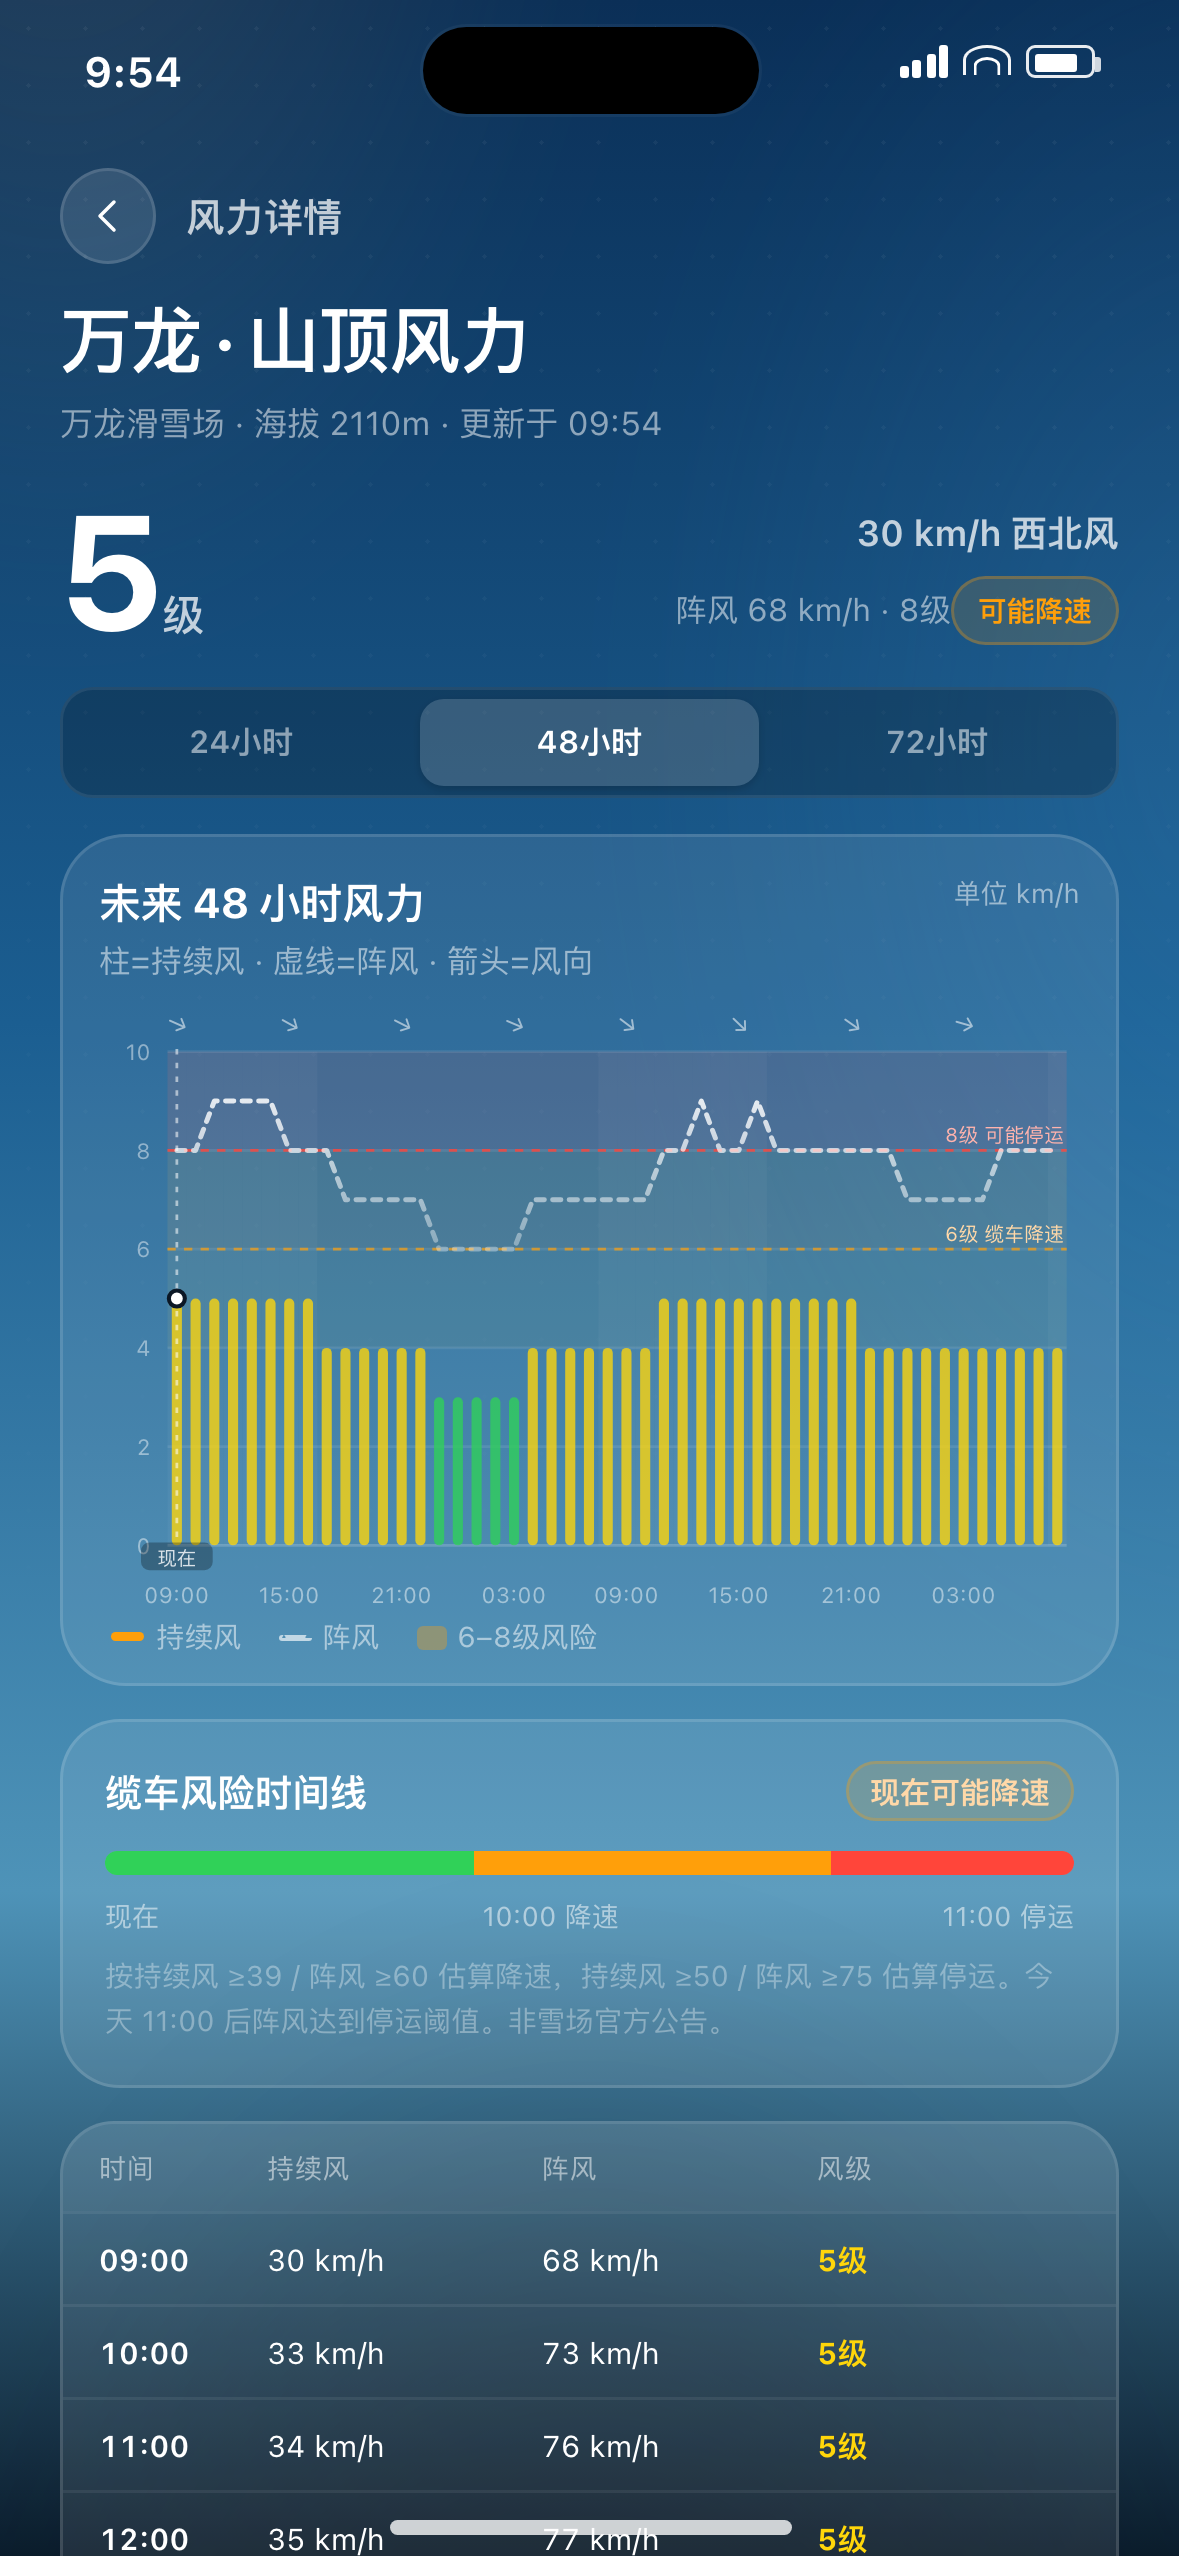 9:54
风力详情
万龙 · 山顶风力
万龙滑雪场 · 海拔 2110m · 更新于 09:54
5级
30 km/h 西北风
阵风 68 km/h · 8级 可能降速
24小时 48小时 72小时
未来 48 小时风力 单位 km/h
柱=持续风 · 虚线=阵风 · 箭头=风向
10
8级 可能停运
8
6级 缆车降速
6
4
2
0
现在
09:00 15:00 21:00 03:00 09:00 15:00 21:00 03:00
持续风 阵风 6–8级风险
缆车风险时间线 现在可能降速
现在 10:00 降速 11:00 停运
按持续风 ≥39 / 阵风 ≥60 估算降速，持续风 ≥50 / 阵风 ≥75 估算停运。今
天 11:00 后阵风达到停运阈值。非雪场官方公告。
时间 持续风 阵风 风级
09:00 30 km/h 68 km/h 5级
10:00 33 km/h 73 km/h 5级
11:00 34 km/h 76 km/h 5级
12:00 35 km/h 77 km/h 5级